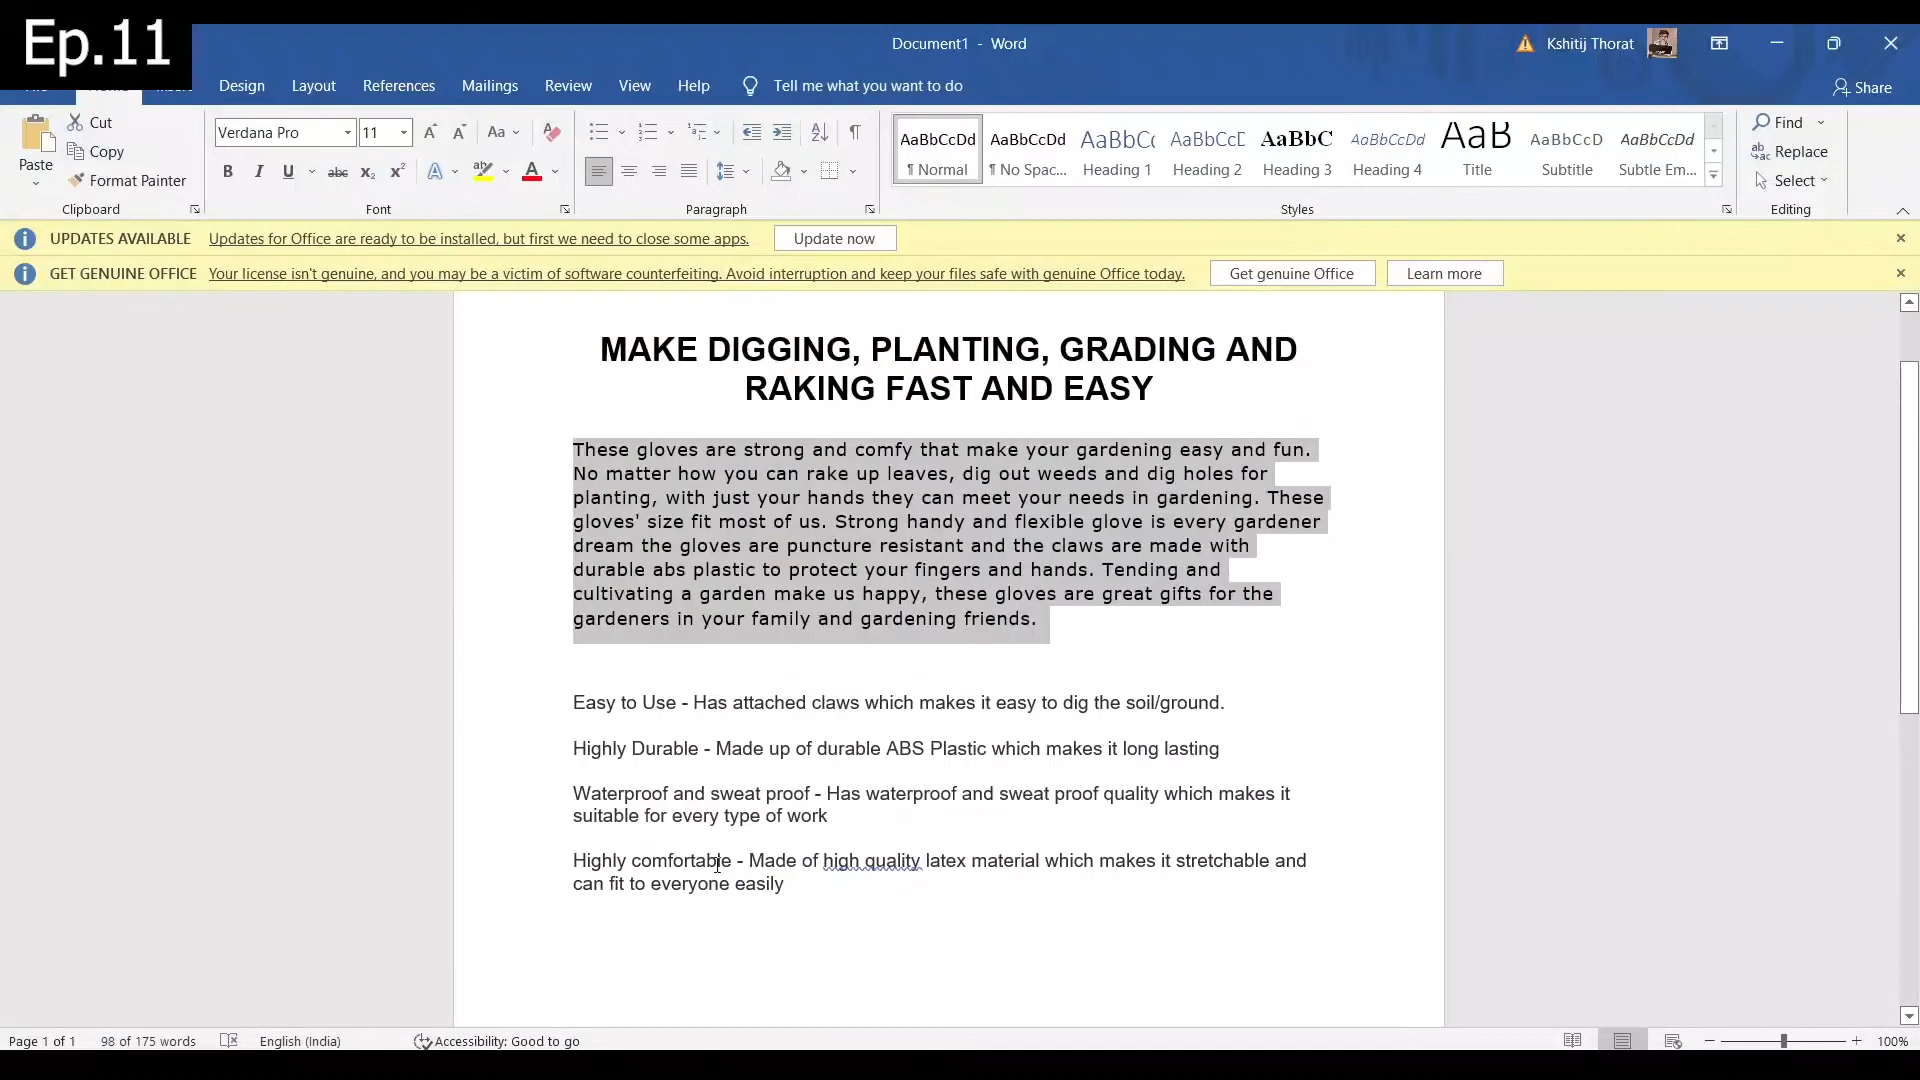 Ep.11
Document1 - Word
Kshitij Thorat
Design Layout References Mailings Review View Help Tell me what you want to do
Share
Paste
Cut
Copy
Format Painter
Clipboard
Verdana Pro 11
Aa
B I U abc x₂ x² A ab A
Font
Paragraph
AaBbCcDd AaBbCcDd AaBbCc AaBbCcD AaBbC AaBbCcDd AaB AaBbCcD AaBbCcDd
¶ Normal ¶ No Spac... Heading 1 Heading 2 Heading 3 Heading 4 Title Subtitle Subtle Em...
Styles
Find
Replace
Select
Editing
UPDATES AVAILABLE Updates for Office are ready to be installed, but first we need to close some apps. Update now
GET GENUINE OFFICE Your license isn't genuine, and you may be a victim of software counterfeiting. Avoid interruption and keep your files safe with genuine Office today. Get genuine Office Learn more
MAKE DIGGING, PLANTING, GRADING AND
RAKING FAST AND EASY
These gloves are strong and comfy that make your gardening easy and fun.
No matter how you can rake up leaves, dig out weeds and dig holes for
planting, with just your hands they can meet your needs in gardening. These
gloves' size fit most of us. Strong handy and flexible glove is every gardener
dream the gloves are puncture resistant and the claws are made with
durable abs plastic to protect your fingers and hands. Tending and
cultivating a garden make us happy, these gloves are great gifts for the
gardeners in your family and gardening friends.
Easy to Use - Has attached claws which makes it easy to dig the soil/ground.
Highly Durable - Made up of durable ABS Plastic which makes it long lasting
Waterproof and sweat proof - Has waterproof and sweat proof quality which makes it
suitable for every type of work
Highly comfortable - Made of high quality latex material which makes it stretchable and
can fit to everyone easily
Page 1 of 1 98 of 175 words English (India) Accessibility: Good to go 100%